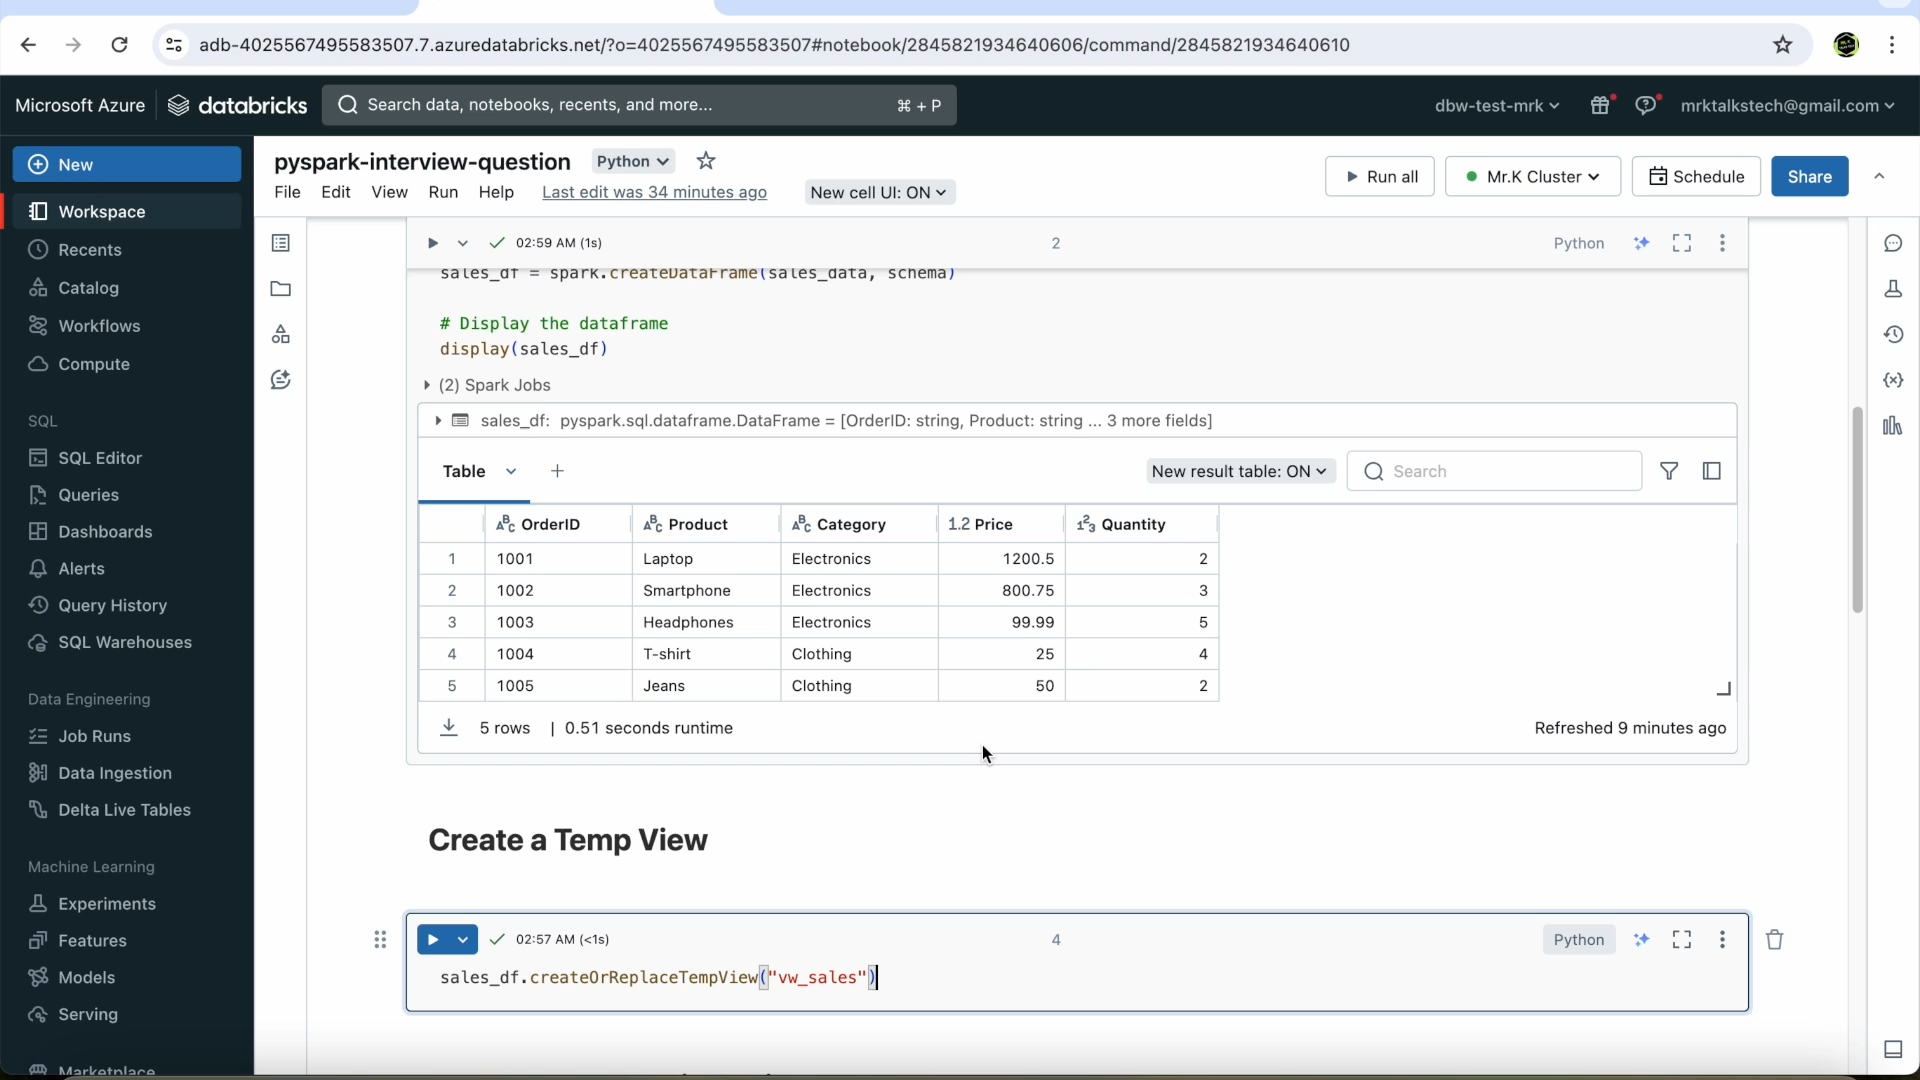 adb-4025567495583507.7.azuredatabricks.net/?o=4025567495583507#notebook/2845821934640606/command/2845821934640610
Microsoft Azure databricks Search data, notebooks, recents, and more... ⌘ + P dbw-test-mrk mrktalkstech@gmail.com
New
Workspace
Recents
Catalog
Workflows
Compute
SQL
SQL Editor
Queries
Dashboards
Alerts
Query History
SQL Warehouses
Data Engineering
Job Runs
Data Ingestion
Delta Live Tables
Machine Learning
Experiments
Features
Models
Serving
Marketplace
pyspark-interview-question Python
File Edit View Run Help Last edit was 34 minutes ago New cell UI: ON
Run all Mr.K Cluster Schedule Share
02:59 AM (1s) 2 Python
sales_df = spark.createDataFrame(sales_data, schema)
# Display the dataframe
display(sales_df)
(2) Spark Jobs
sales_df: pyspark.sql.dataframe.DataFrame = [OrderID: string, Product: string ... 3 more fields]
Table + New result table: ON Search
ABC OrderID ABC Product ABC Category 1.2 Price 123 Quantity
1 1001 Laptop Electronics 1200.5 2
2 1002 Smartphone Electronics 800.75 3
3 1003 Headphones Electronics 99.99 5
4 1004 T-shirt Clothing 25 4
5 1005 Jeans Clothing 50 2
5 rows | 0.51 seconds runtime Refreshed 9 minutes ago
Create a Temp View
02:57 AM (<1s) 4 Python
sales_df.createOrReplaceTempView("vw_sales")